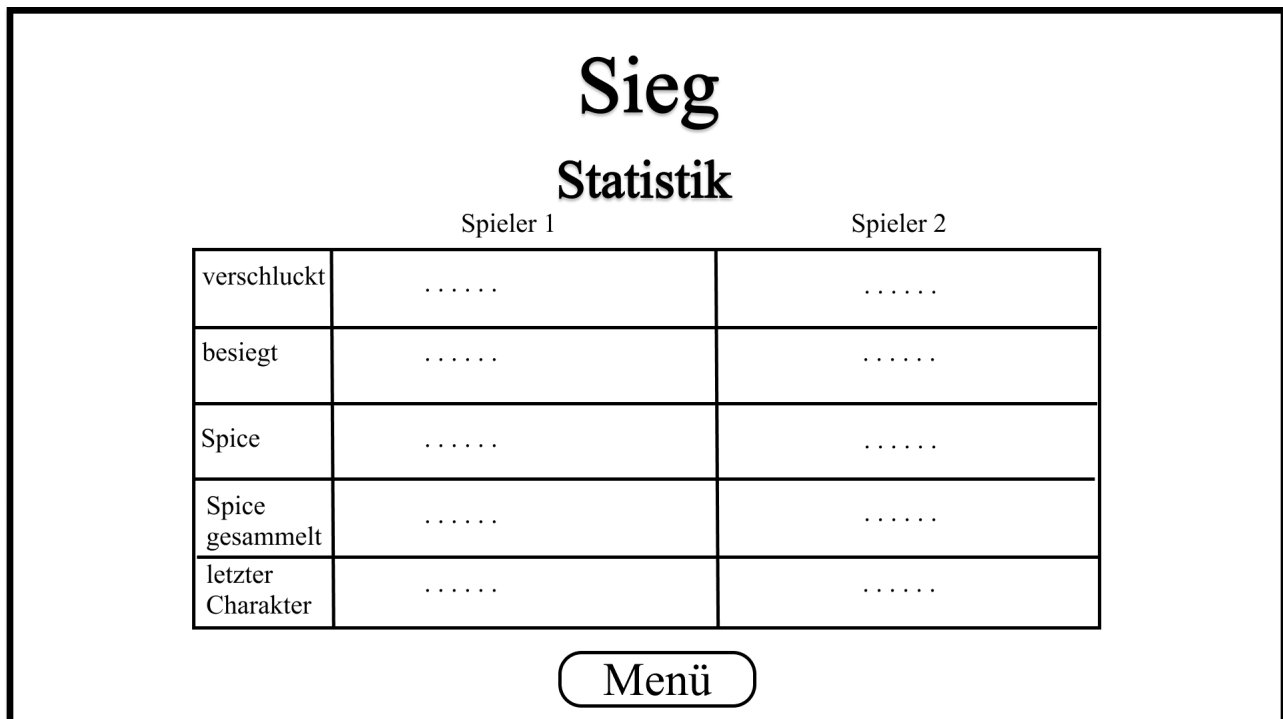 Sieg
Statistik
Spieler 1 Spieler 2
verschluckt . . . . . . . . . . . .
besiegt . . . . . . . . . . . .
Spice . . . . . . . . . . . .
Spice
gesammelt . . . . . . . . . . . .
letzter
Charakter . . . . . . . . . . . .
Menü